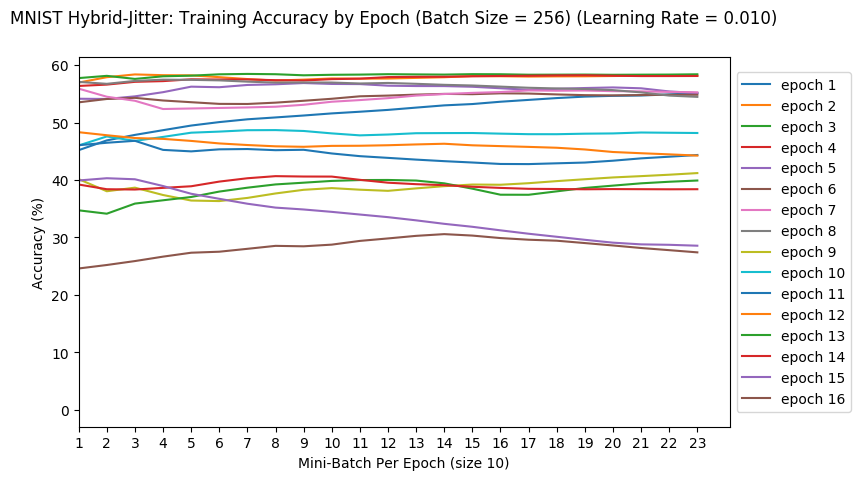 MNIST Hybrid-Jitter: Training Accuracy by Epoch (Batch Size = 256) (Learning Rate = 0.010)
60
50
40
30
20
10
0
Accuracy (%)
1 2 3 4 5 6 7 8 9 10 11 12 13 14 15 16 17 18 19 20 21 22 23
Mini-Batch Per Epoch (size 10)
epoch 1
epoch 2
epoch 3
epoch 4
epoch 5
epoch 6
epoch 7
epoch 8
epoch 9
epoch 10
epoch 11
epoch 12
epoch 13
epoch 14
epoch 15
epoch 16